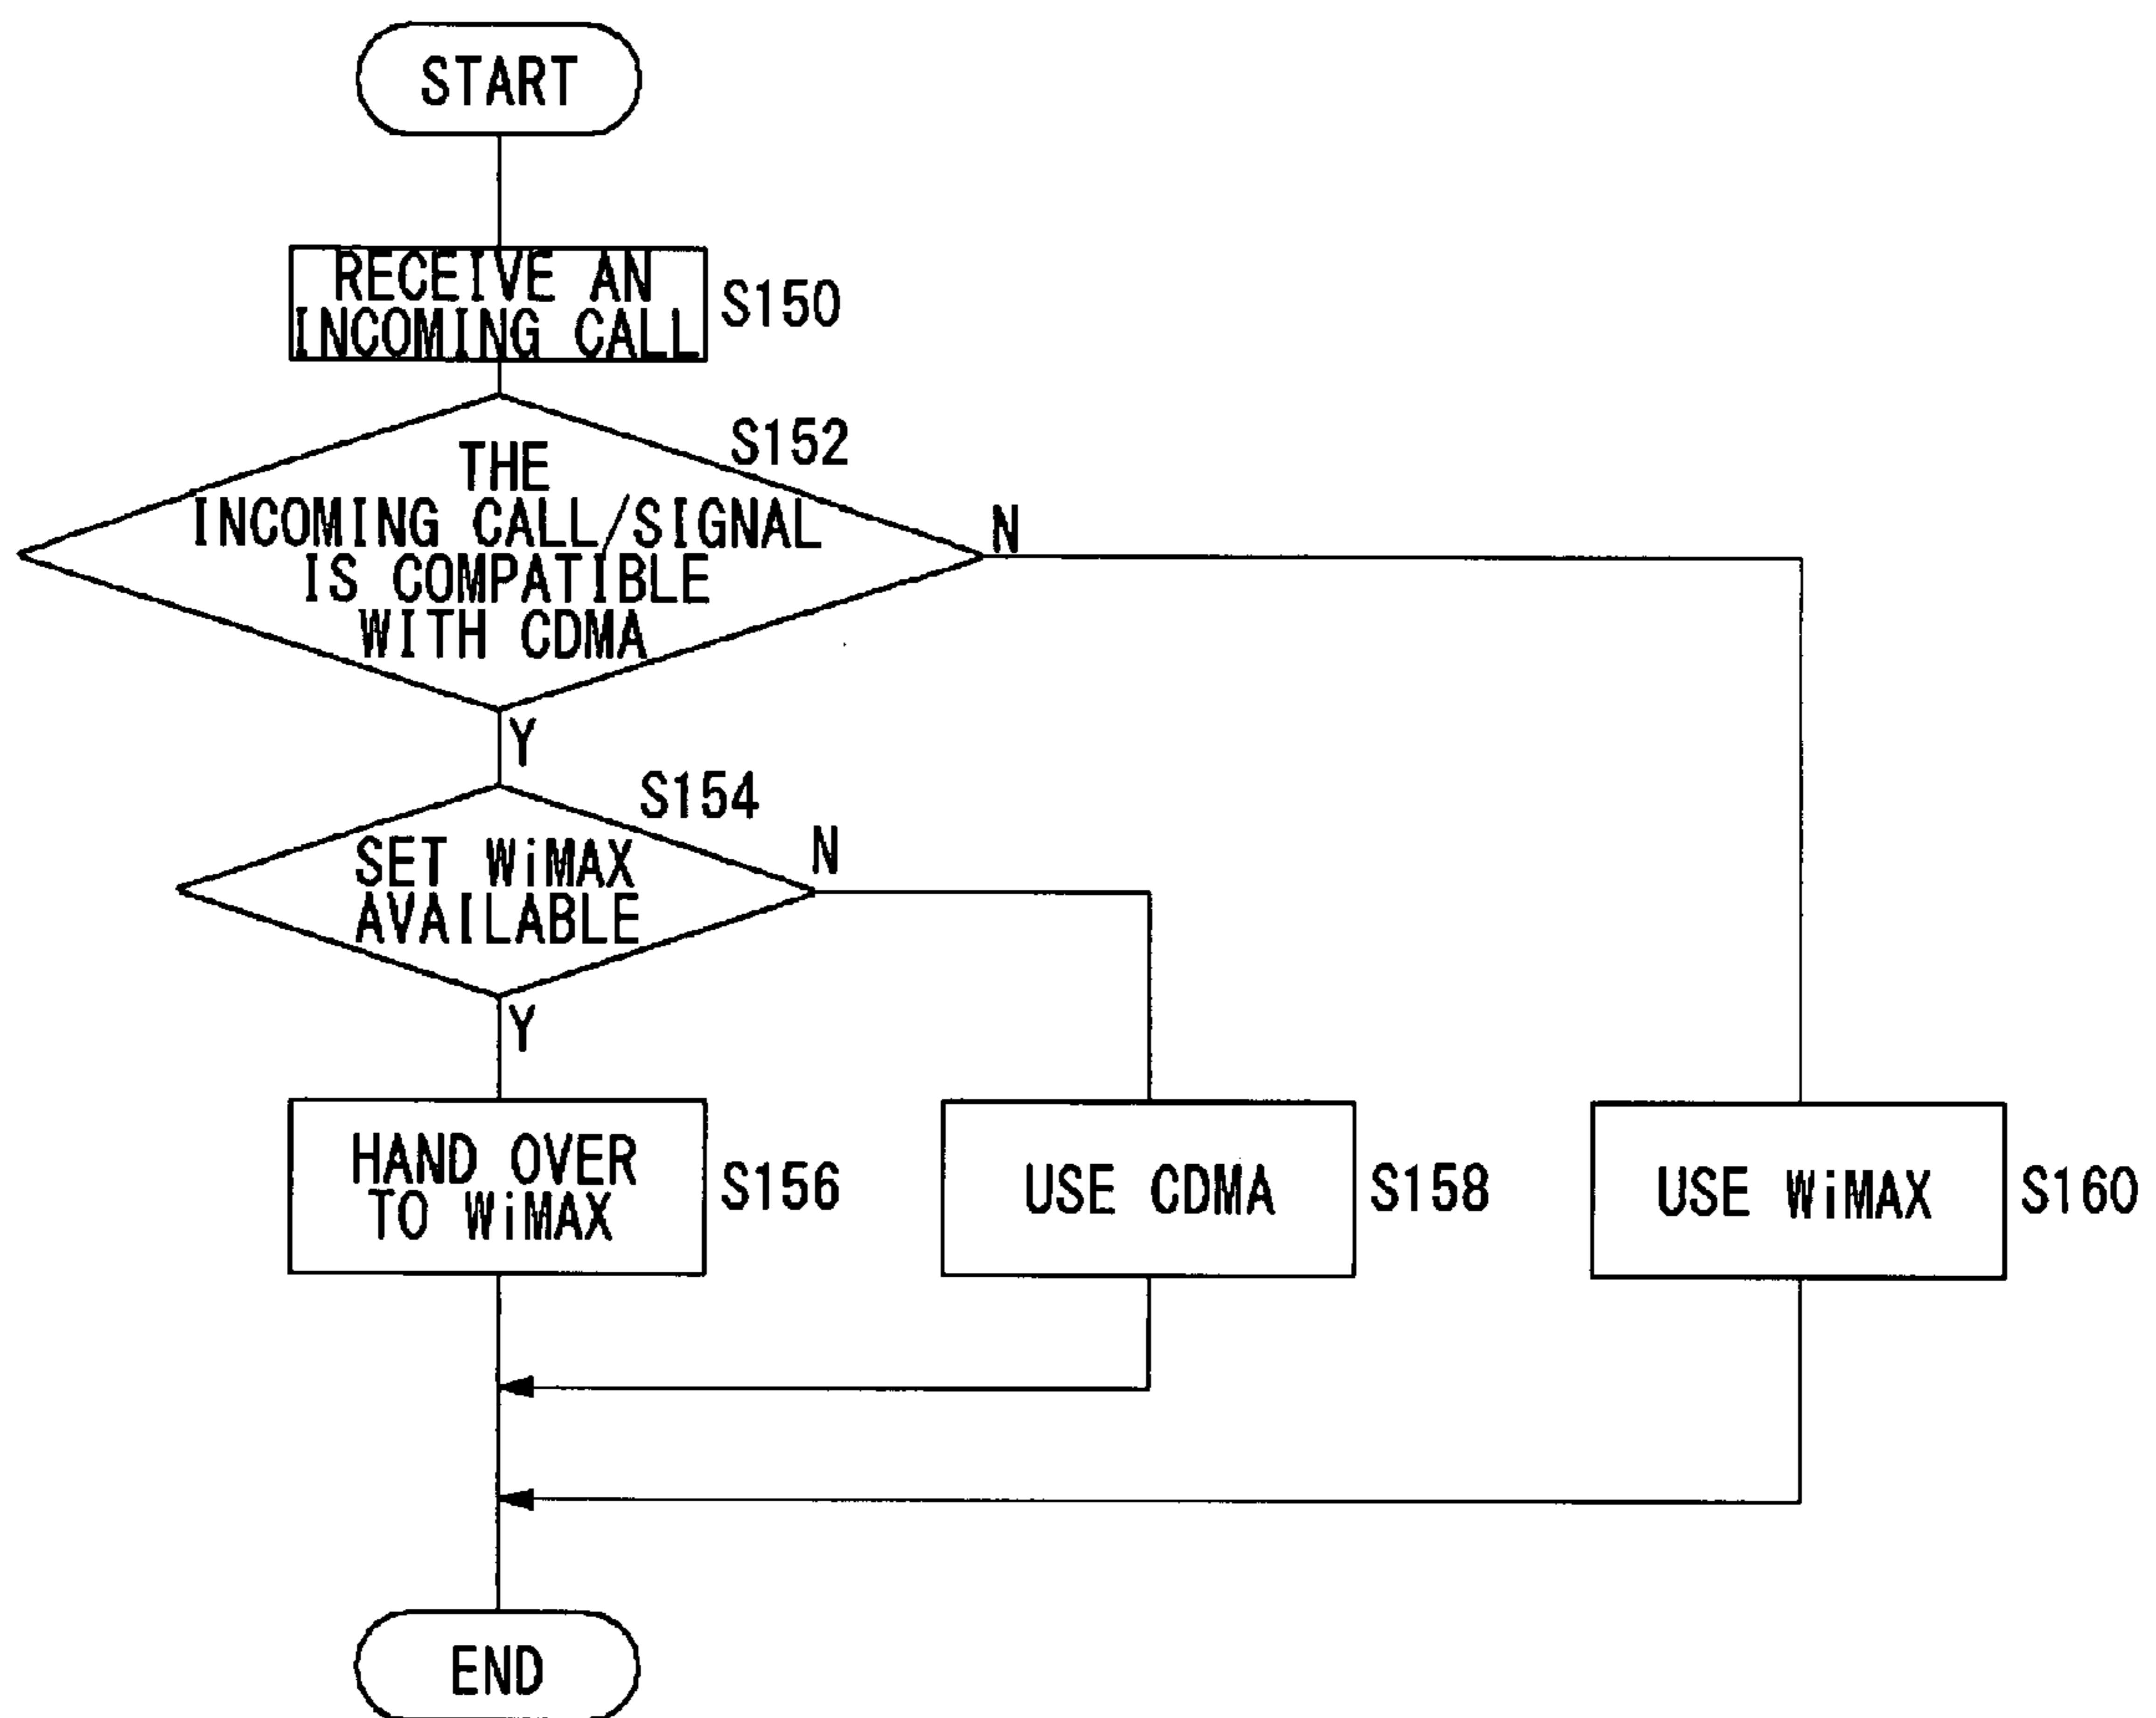 START
RECEIVE AN
INCOMING CALL
S150
S152
THE
INCOMING CALL/SIGNAL
IS COMPATIBLE
WITH CDMA
N
Y
S154
SET WiMAX
AVAILABLE
N
Y
HAND OVER
TO WiMAX
S156
USE CDMA
S158
USE WiMAX
S160
END